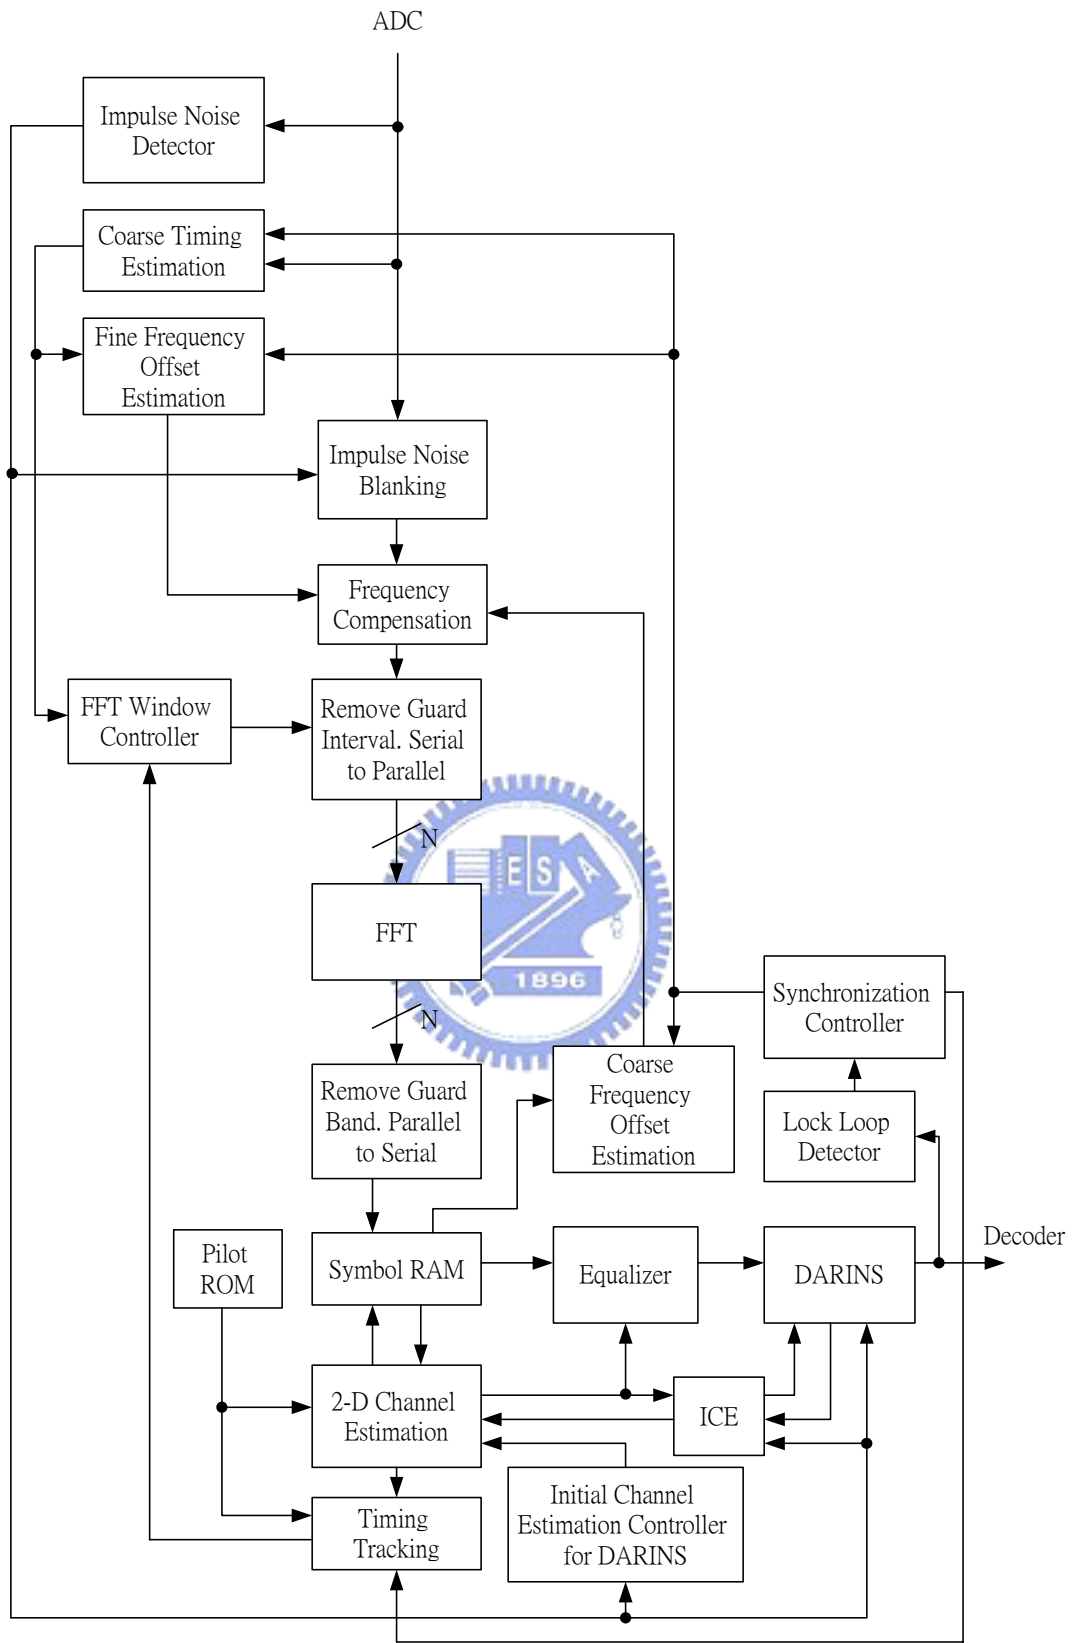 ADC
Impulse Noise
Detector
Coarse Timing
Estimation
Fine Frequency
Offset
Estimation
Impulse Noise
Blanking
Frequency
Compensation
FFT Window
Controller
Remove Guard
Interval. Serial
to Parallel
N
E S A
FFT
1896
Synchronization
Controller
N
Coarse
Frequency
Offset
Estimation
Remove Guard
Band. Parallel
to Serial
Lock Loop
Detector
Decoder
Pilot
ROM
Symbol RAM
Equalizer
DARINS
2-D Channel
Estimation
ICE
Initial Channel
Estimation Controller
for DARINS
Timing
Tracking